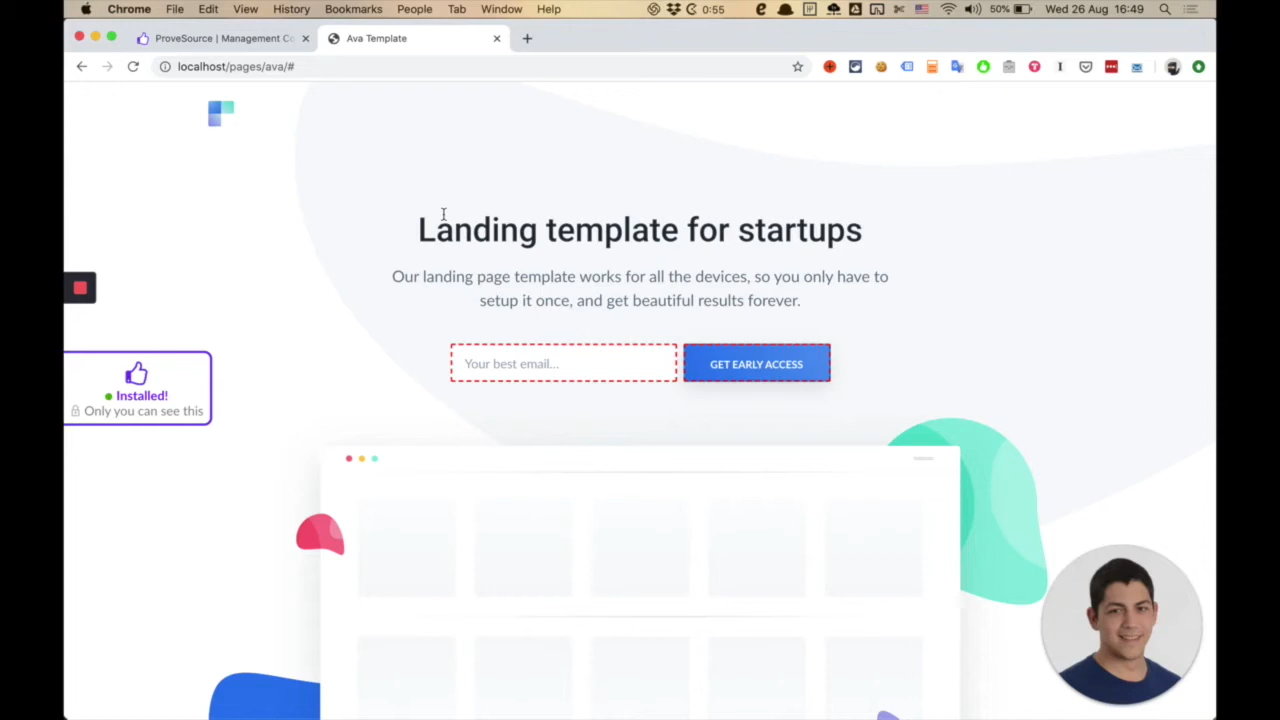 Chrome File Edit View History Bookmarks People Tab Window Help 0:55 50% Wed 26 Aug 16:49
ProveSource | Management Co
Ava Template
localhost/pages/ava/#
Landing template for startups
Our landing page template works for all the devices, so you only have to
setup it once, and get beautiful results forever.
Your best email...
GET EARLY ACCESS
Installed!
Only you can see this